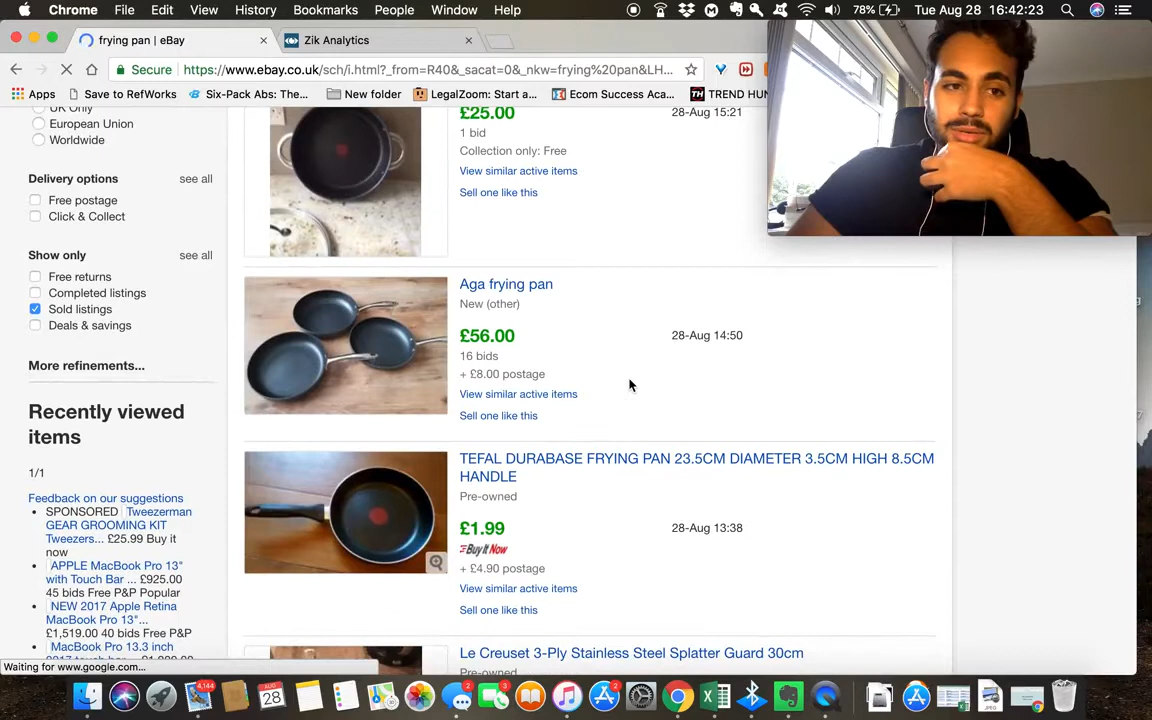 Chrome File Edit View History Bookmarks People Window Help 78% Tue Aug 28 16:42:23
frying pan | eBay Zik Analytics
Secure https://www.ebay.co.uk/sch/i.html?_from=R40&_sacat=0&_nkw=frying%20pan&LH...
Apps Save to RefWorks Six-Pack Abs: The... New folder LegalZoom: Start a... Ecom Success Aca... TH TREND HUN
UK Only
European Union
Worldwide
Delivery options see all
Free postage
Click & Collect
Show only see all
Free returns
Completed listings
Sold listings
Deals & savings
More refinements...
Recently viewed
items
1/1
Feedback on our suggestions
SPONSORED Tweezerman
GEAR GROOMING KIT
Tweezers... £25.99 Buy it
now
APPLE MacBook Pro 13"
with Touch Bar ... £925.00
45 bids Free P&P Popular
NEW 2017 Apple Retina
MacBook Pro 13"...
£1,519.00 40 bids Free P&P
MacBook Pro 13.3 inch
£25.00 28-Aug 15:21
1 bid
Collection only: Free
View similar active items
Sell one like this
Aga frying pan
New (other)
£56.00 28-Aug 14:50
16 bids
+ £8.00 postage
View similar active items
Sell one like this
TEFAL DURABASE FRYING PAN 23.5CM DIAMETER 3.5CM HIGH 8.5CM
HANDLE
Pre-owned
£1.99 28-Aug 13:38
Buy It Now
+ £4.90 postage
View similar active items
Sell one like this
Le Creuset 3-Ply Stainless Steel Splatter Guard 30cm
Pre-owned
Waiting for www.google.com...
4,144
AUG
28
2
3
2
JPEG